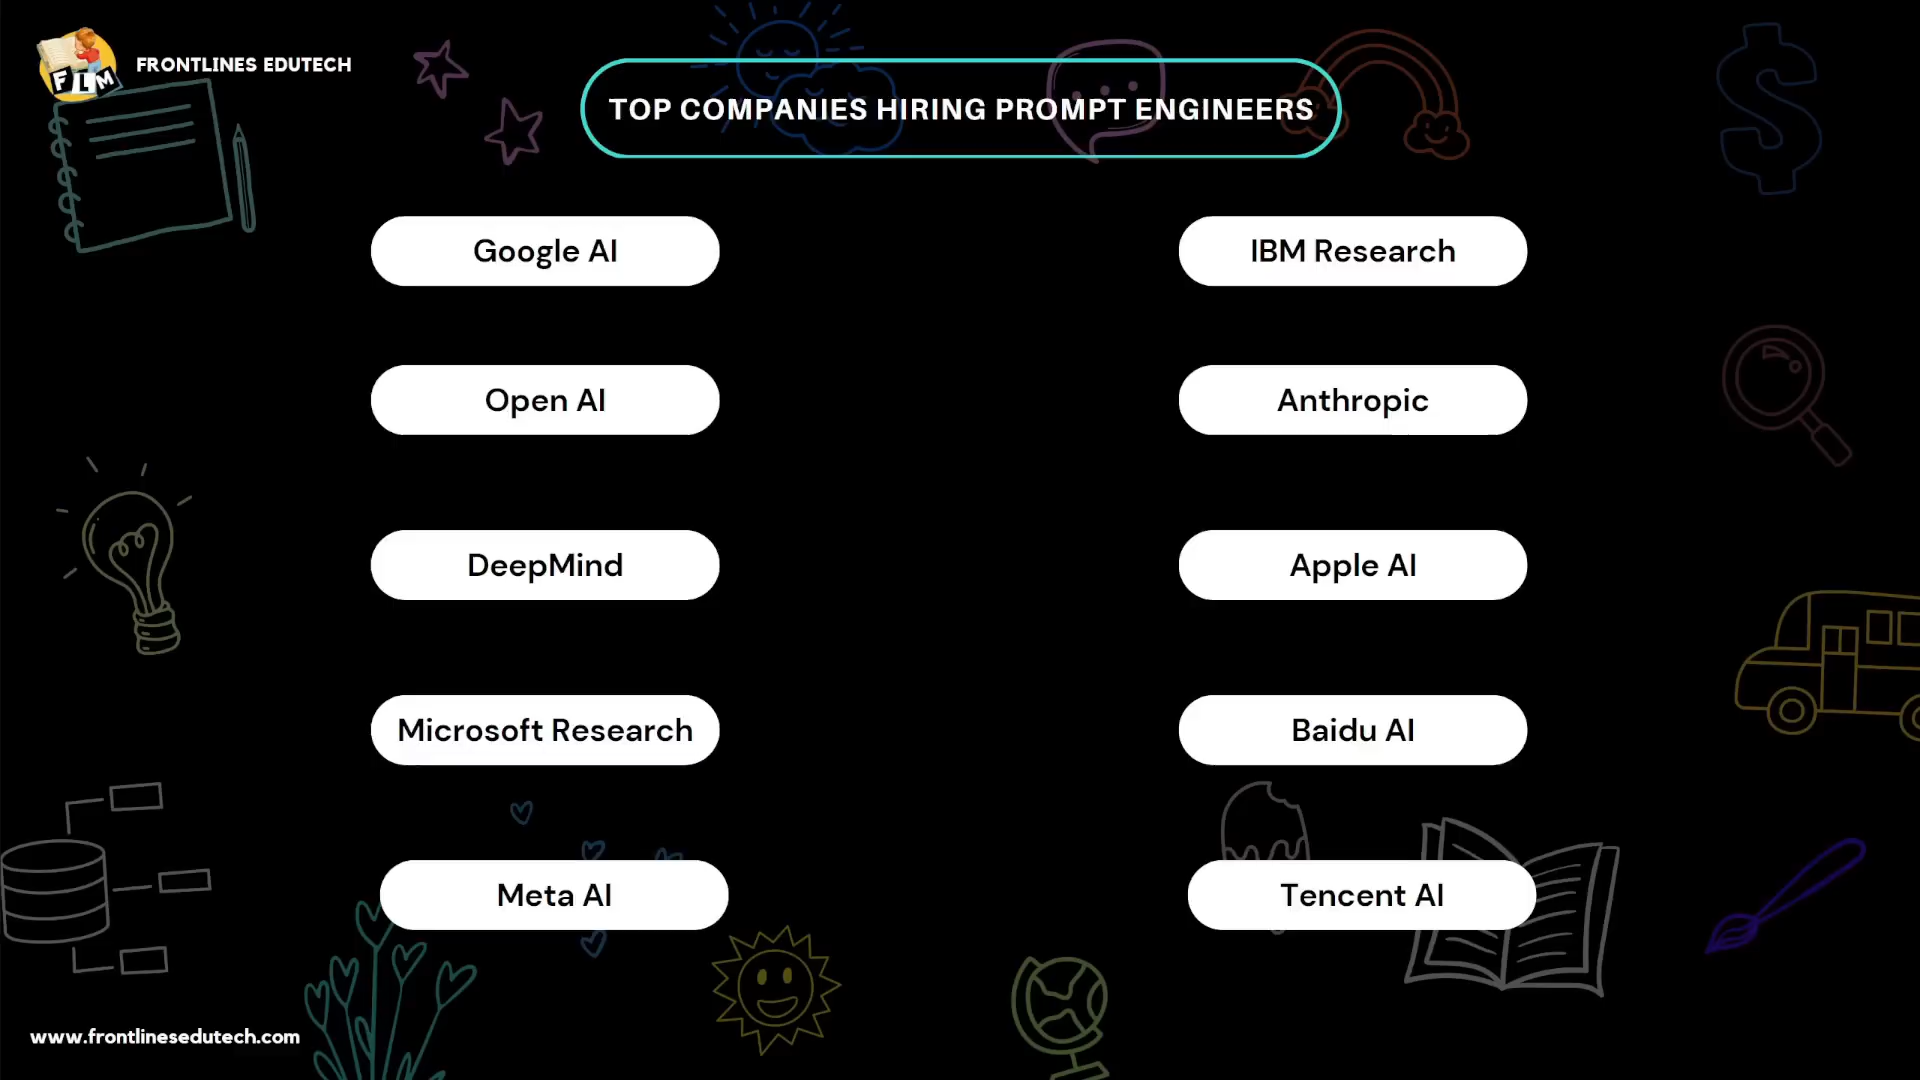 FLM
FRONTLINES EDUTECH
TOP COMPANIES HIRING PROMPT ENGINEERS
Google AI
Open AI
DeepMind
Microsoft Research
Meta AI
IBM Research
Anthropic
Apple AI
Baidu AI
Tencent AI
www.frontlinesedutech.com